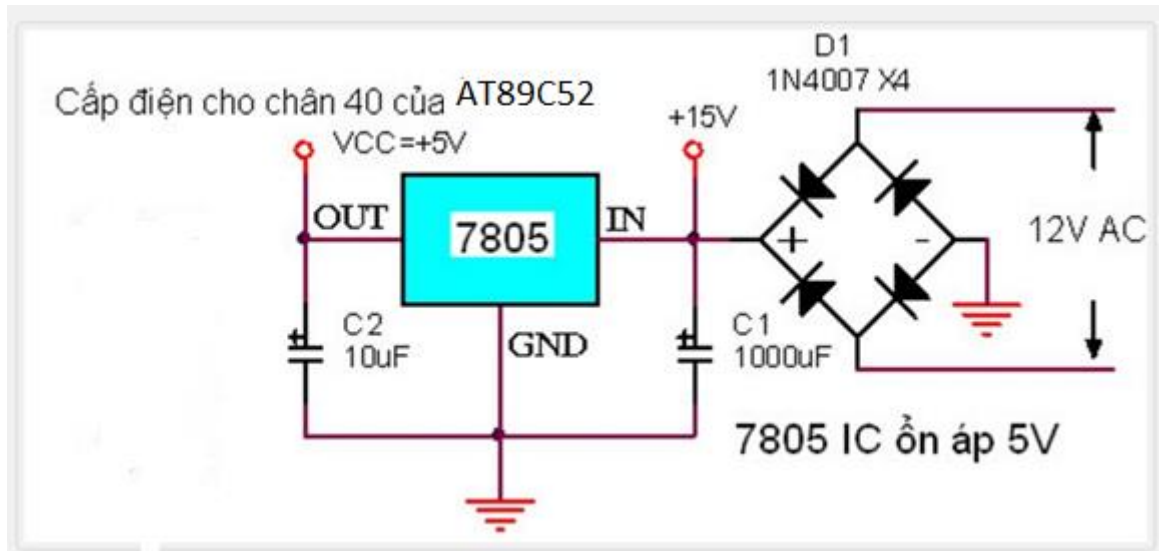 D1
1N4007 X4
Cấp điện cho chân 40 của AT89C52
+15V
VCC=+5V
OUT
7805
IN
+
-
12V AC
C2
10uF
GND
C1
1000uF
7805 IC ổn áp 5V